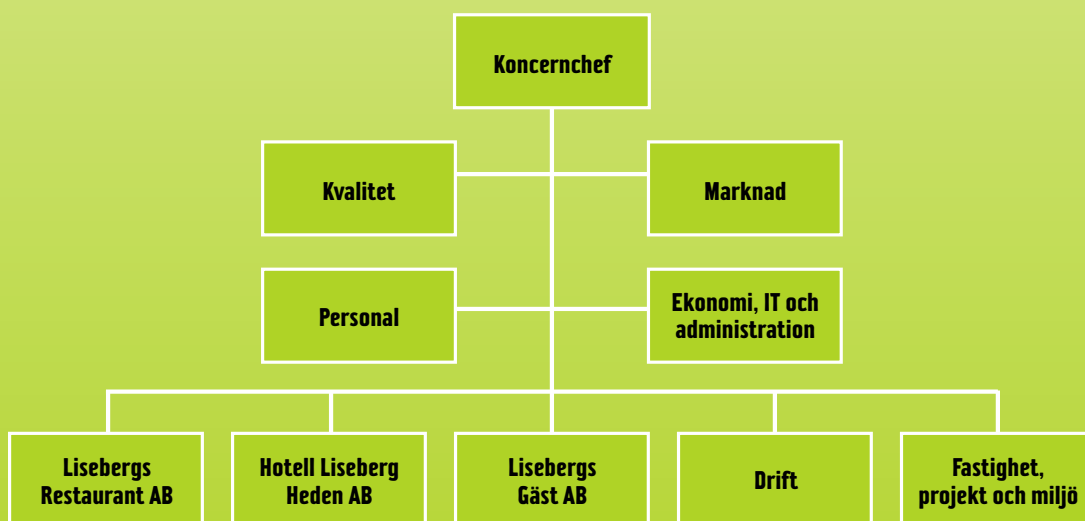 Koncernchef
Kvalitet
Marknad
Personal
Ekonomi, IT och
administration
Lisebergs
Restaurant AB
Hotell Liseberg
Heden AB
Lisebergs
Gäst AB
Drift
Fastighet,
projekt och miljö